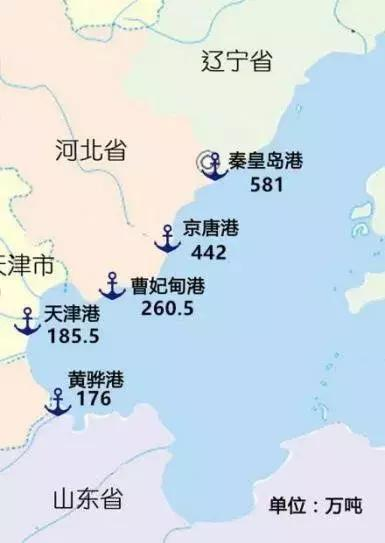 辽宁省
河北省
秦皇岛港
581
京唐港
442
曹妃甸港
260.5
天津市
天津港
185.5
黄骅港
176
山东省
单位：万吨